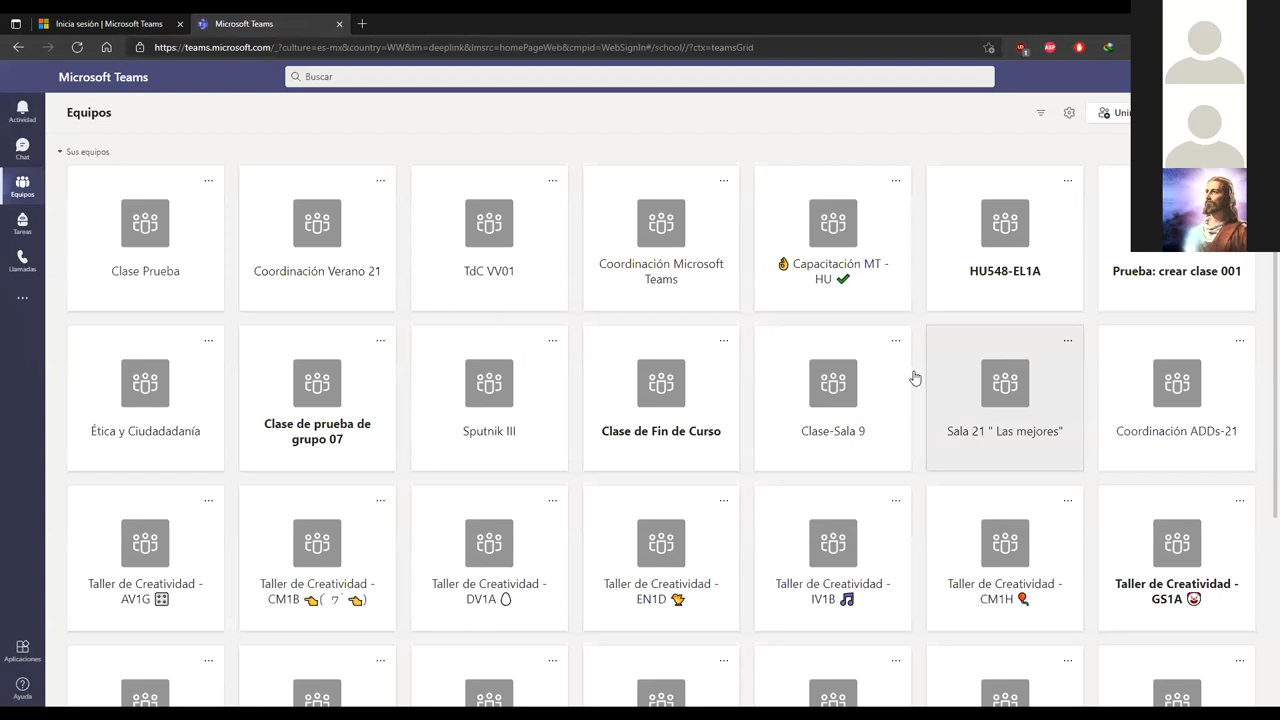 Inicia sesión | Microsoft Teams
Microsoft Teams
https://teams.microsoft.com/_?culture=es-mx&country=WW&lm=deeplink&lmsrc=homePageWeb&cmpid=WebSignIn#/school//?ctx=teamsGrid
1
ABP
Microsoft Teams
Buscar
Actividad
Chat
Equipos
Tareas
Llamadas
Aplicaciones
Ayuda
Equipos
Sus equipos
Clase Prueba
Coordinación Verano 21
TdC VV01
Coordinación Microsoft
Teams
👌 Capacitación MT -
HU ✔
HU548-EL1A
Prueba: crear clase 001
Ética y Ciudadadanía
Clase de prueba de
grupo 07
Sputnik III
Clase de Fin de Curso
Clase-Sala 9
Sala 21 " Las mejores"
Coordinación ADDs-21
Taller de Creatividad -
AV1G
Taller de Creatividad -
CM1B
Taller de Creatividad -
DV1A
Taller de Creatividad -
EN1D
Taller de Creatividad -
IV1B 🎵
Taller de Creatividad -
CM1H 🎈
Taller de Creatividad -
GS1A 🤡